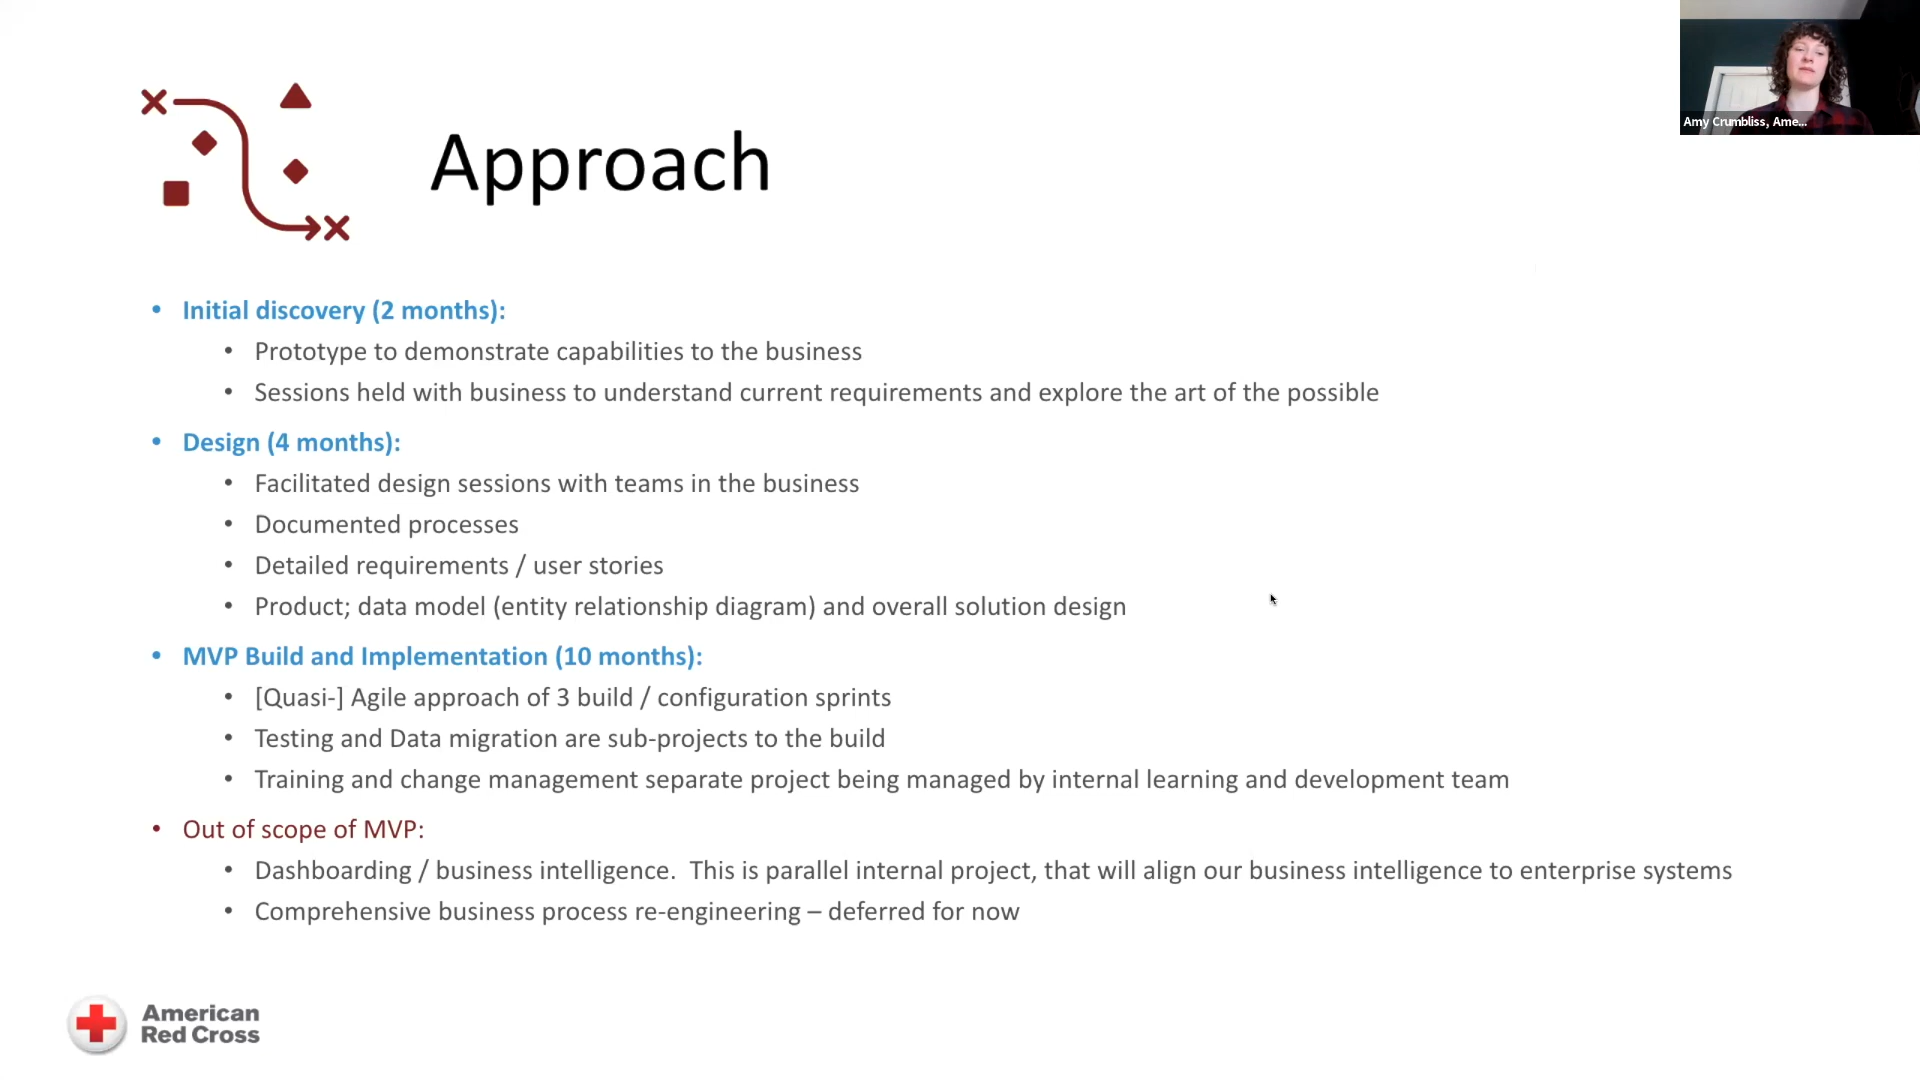 Amy Crumbliss, Ame...
Approach
• Initial discovery (2 months):
• Prototype to demonstrate capabilities to the business
• Sessions held with business to understand current requirements and explore the art of the possible
• Design (4 months):
• Facilitated design sessions with teams in the business
• Documented processes
• Detailed requirements / user stories
• Product; data model (entity relationship diagram) and overall solution design
• MVP Build and Implementation (10 months):
• [Quasi-] Agile approach of 3 build / configuration sprints
• Testing and Data migration are sub-projects to the build
• Training and change management separate project being managed by internal learning and development team
• Out of scope of MVP:
• Dashboarding / business intelligence.  This is parallel internal project, that will align our business intelligence to enterprise systems
• Comprehensive business process re-engineering – deferred for now
American
Red Cross